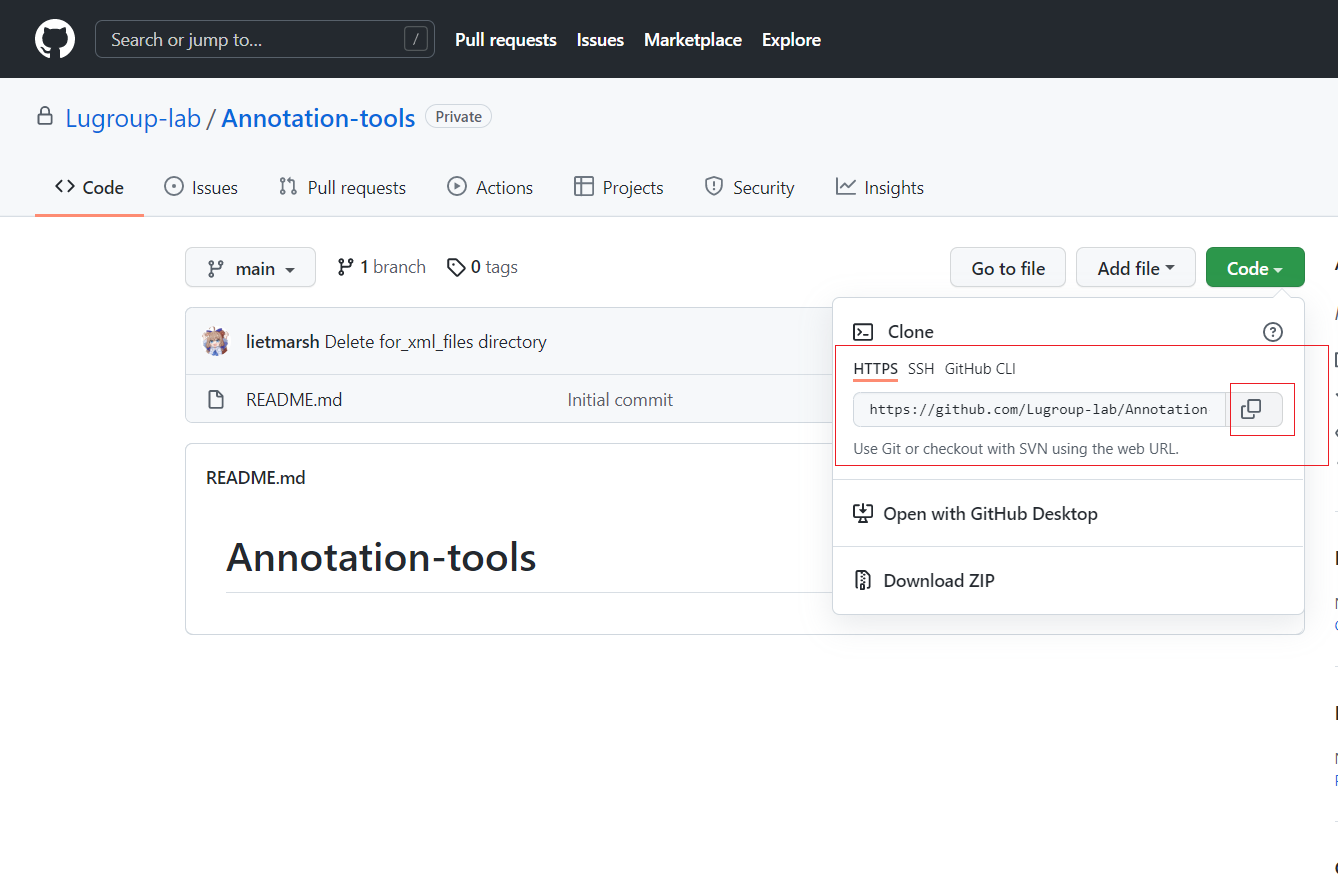 Search or jump to... / Pull requests Issues Marketplace Explore
Lugroup-lab / Annotation-tools Private
Code Issues Pull requests Actions Projects Security Insights
main 1 branch 0 tags Go to file Add file Code
lietmarsh Delete for_xml_files directory
README.md Initial commit
README.md
Annotation-tools
Clone
HTTPS SSH GitHub CLI
https://github.com/Lugroup-lab/Annotation
Use Git or checkout with SVN using the web URL.
Open with GitHub Desktop
Download ZIP